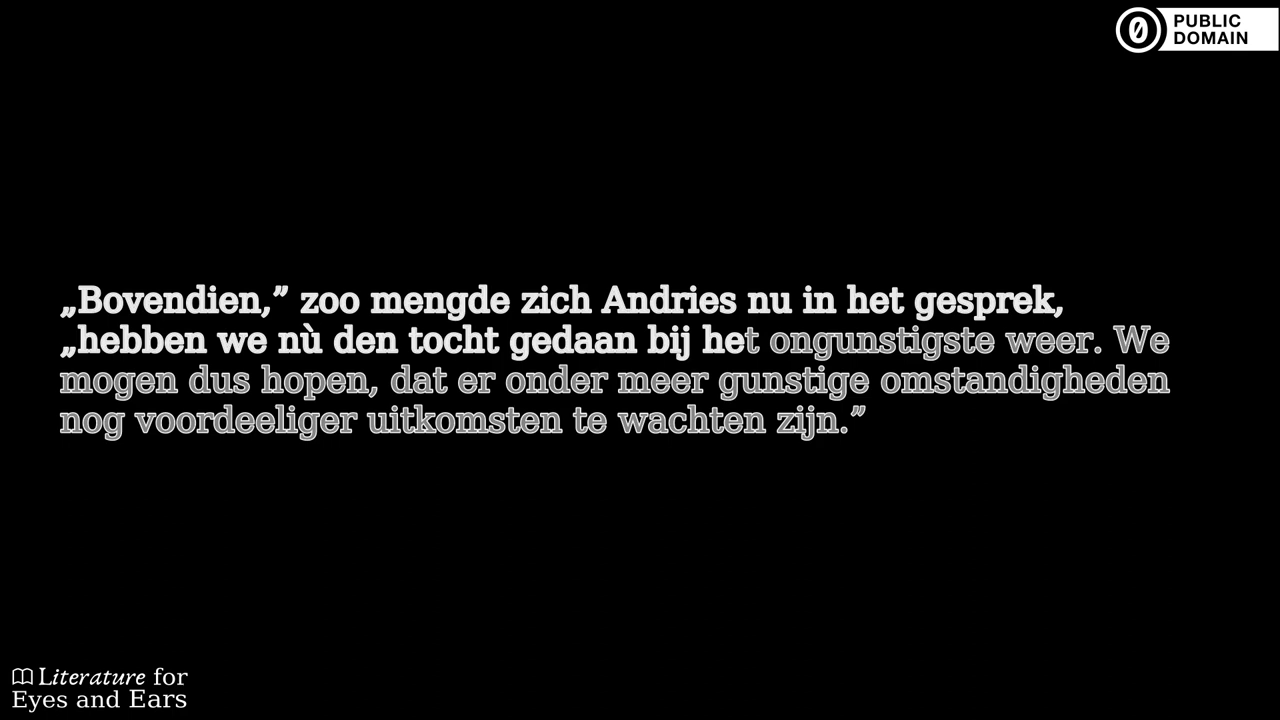 PUBLIC
DOMAIN
„Bovendien,” zoo mengde zich Andries nu in het gesprek,
„hebben we nù den tocht gedaan bij het ongunstigste weer. We
mogen dus hopen, dat er onder meer gunstige omstandigheden
nog voordeeliger uitkomsten te wachten zijn.”
Literature for
Eyes and Ears